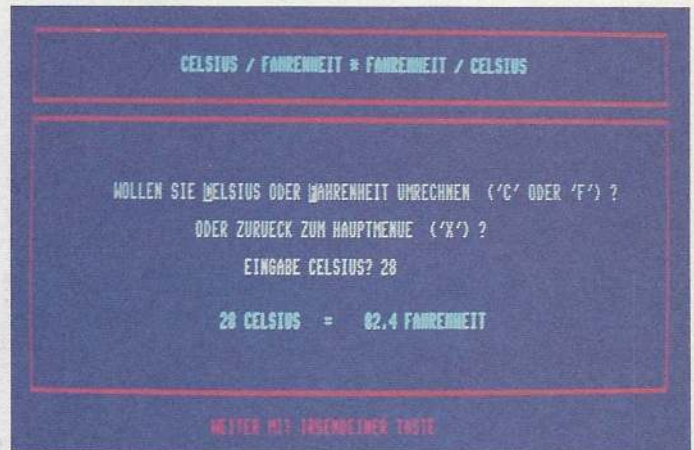 CELSIUS / FAHRENHEIT * FAHRENHEIT / CELSIUS
WOLLEN SIE CELSIUS ODER FAHRENHEIT UMRECHNEN ('C' ODER 'F') ?
ODER ZURUECK ZUM HAUPTMENUE ('X') ?
EINGABE CELSIUS? 28
28 CELSIUS = 82.4 FAHRENHEIT
WEITER MIT IRGENDEINER TASTE